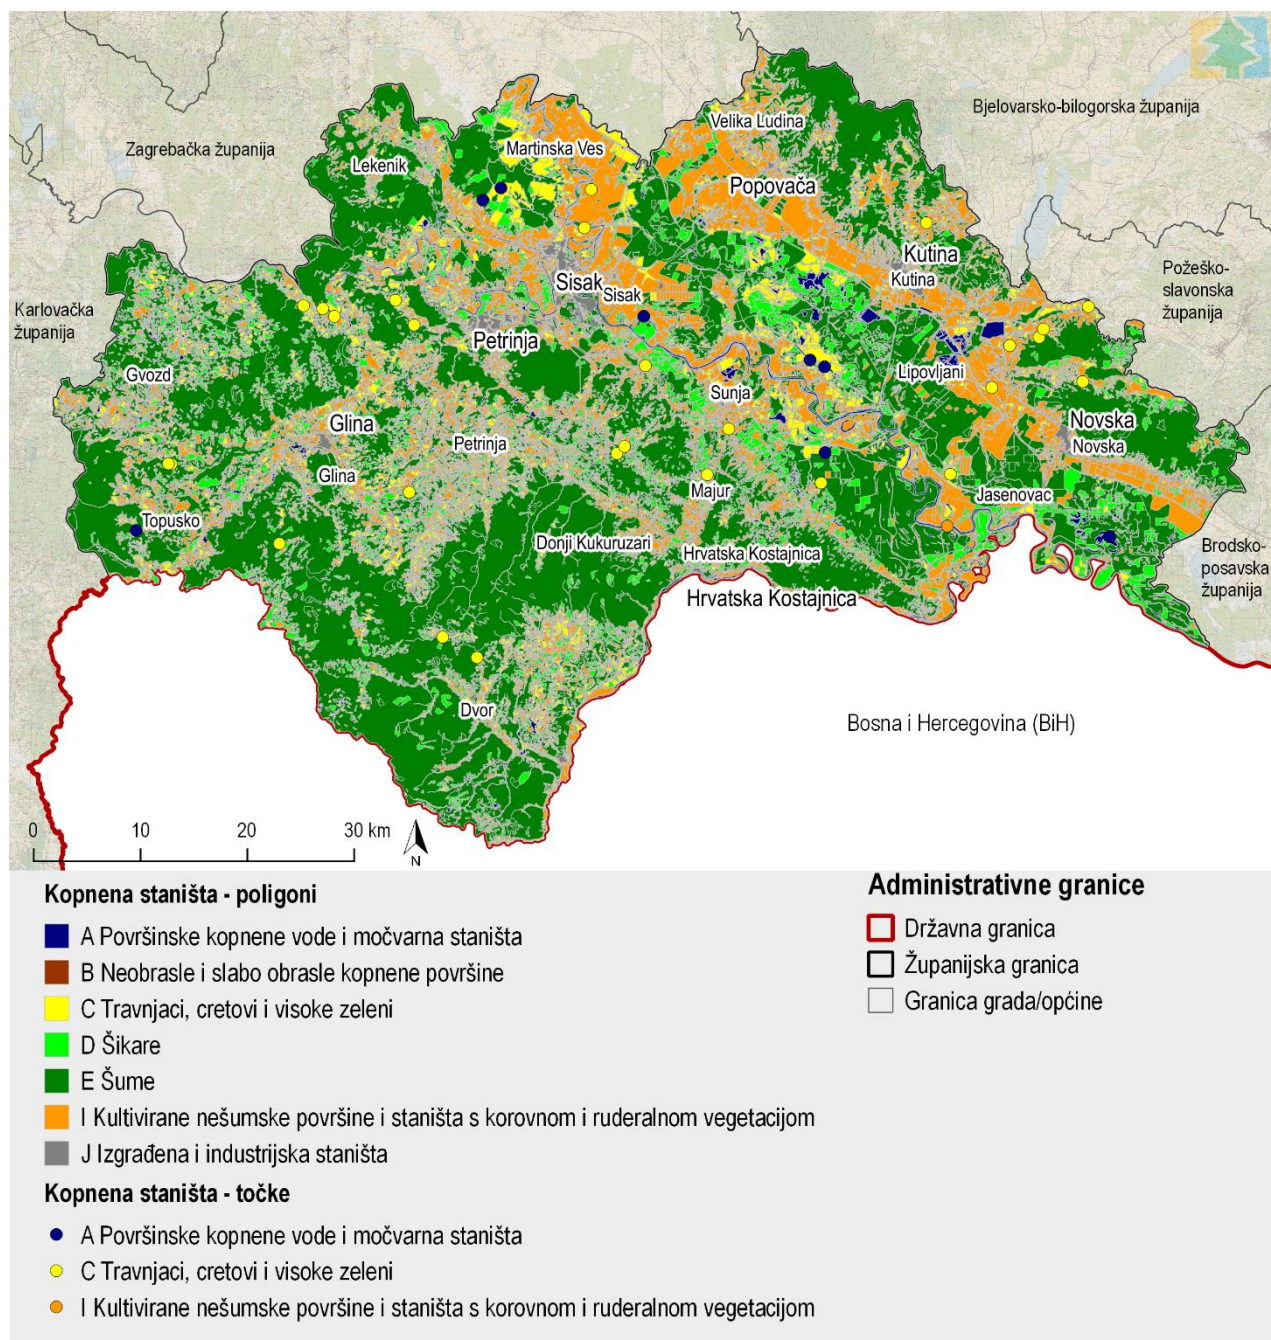 Bjelovarsko-bilogorska županija
Velika Ludina
Zagrebačka županija
Martinska Ves
Lekenik
Popovača
Kutina
Kutina
Požeško-
slavonska
županija
Sisak
Sisak
Karlovačka
županija
Petrinja
Gvozd
Lipovljani
Sunja
Glina
Novska
Novska
Petrinja
Glina
Majur
Jasenovac
Topusko
Donji Kukuruzari
Hrvatska Kostajnica
Brodsko-
posavska
županija
Hrvatska Kostajnica
Dvor
Bosna i Hercegovina (BiH)
0 10 20 30 km
N
Kopnena staništa - poligoni
A Površinske kopnene vode i močvarna staništa
B Neobrasle i slabo obrasle kopnene površine
C Travnjaci, cretovi i visoke zeleni
D Šikare
E Šume
I Kultivirane nešumske površine i staništa s korovnom i ruderalnom vegetacijom
J Izgrađena i industrijska staništa
Kopnena staništa - točke
A Površinske kopnene vode i močvarna staništa
C Travnjaci, cretovi i visoke zeleni
I Kultivirane nešumske površine i staništa s korovnom i ruderalnom vegetacijom
Administrativne granice
Državna granica
Županijska granica
Granica grada/općine